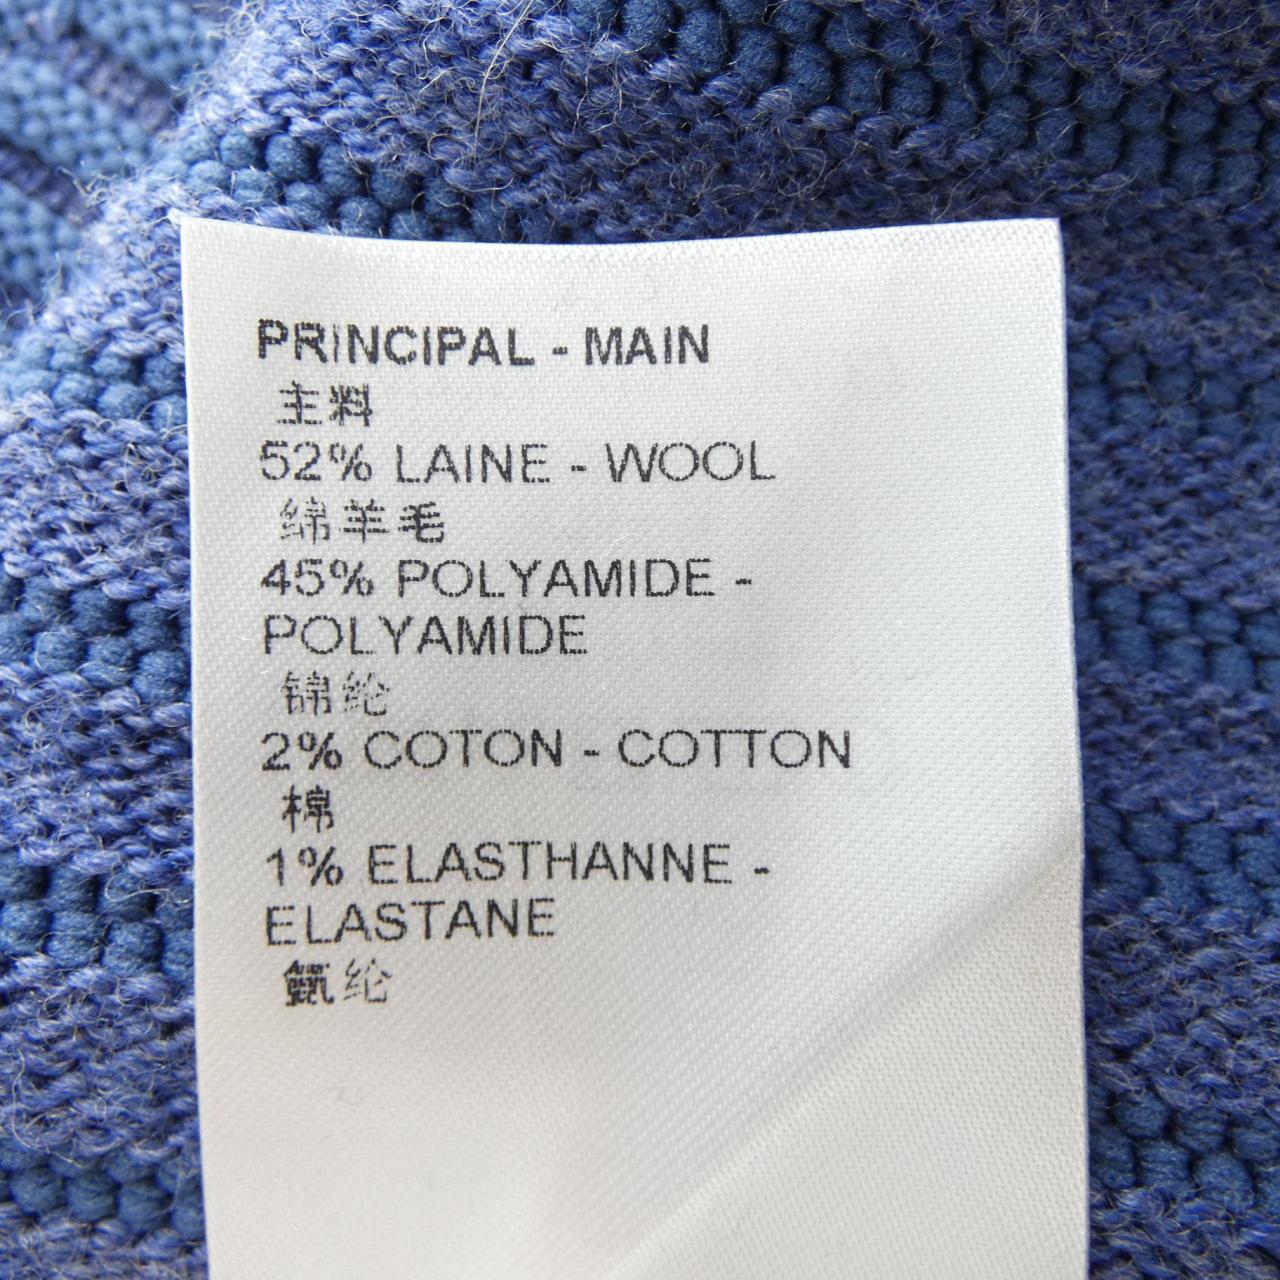 PRINCIPAL - MAIN
主料
52% LAINE - WOOL
绵羊毛
45% POLYAMIDE -
POLYAMIDE
锦纶
2% COTON - COTTON
棉
1% ELASTHANNE -
ELASTANE
氨纶